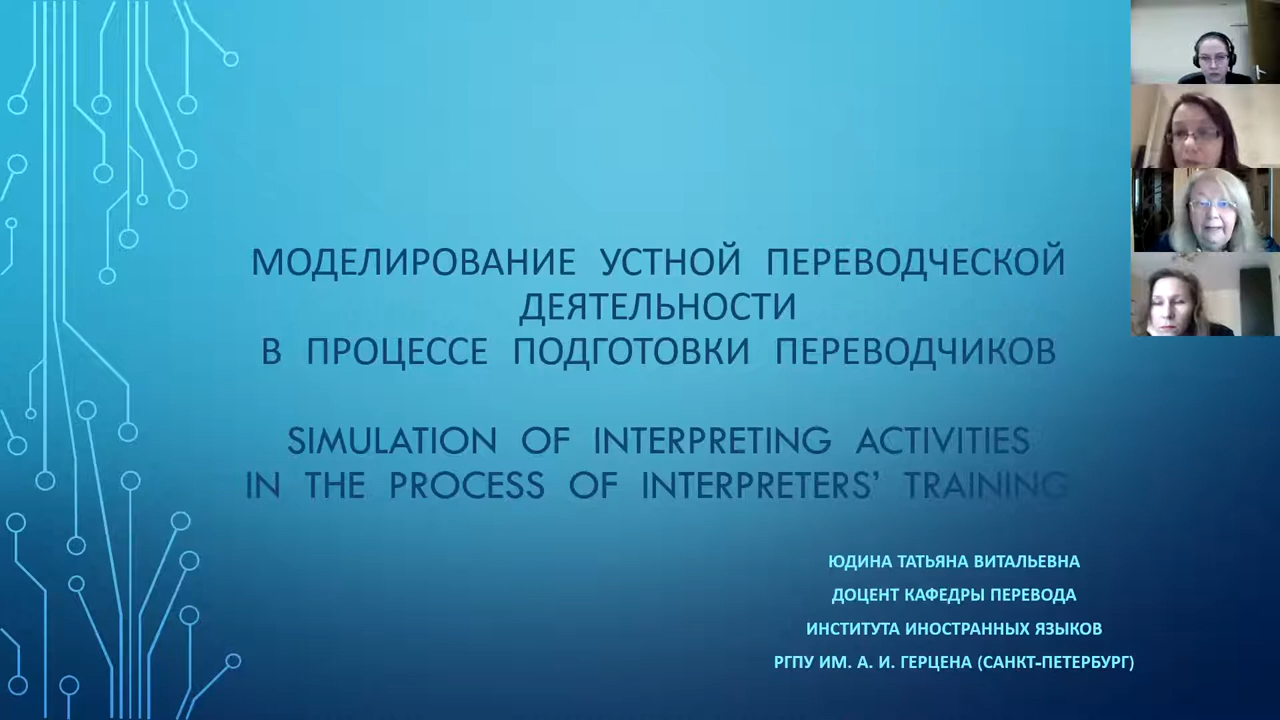 МОДЕЛИРОВАНИЕ УСТНОЙ ПЕРЕВОДЧЕСКОЙ
ДЕЯТЕЛЬНОСТИ
В ПРОЦЕССЕ ПОДГОТОВКИ ПЕРЕВОДЧИКОВ
SIMULATION OF INTERPRETING ACTIVITIES
IN THE PROCESS OF INTERPRETERS’ TRAINING
ЮДИНА ТАТЬЯНА ВИТАЛЬЕВНА
ДОЦЕНТ КАФЕДРЫ ПЕРЕВОДА
ИНСТИТУТА ИНОСТРАННЫХ ЯЗЫКОВ
РГПУ ИМ. А. И. ГЕРЦЕНА (САНКТ-ПЕТЕРБУРГ)